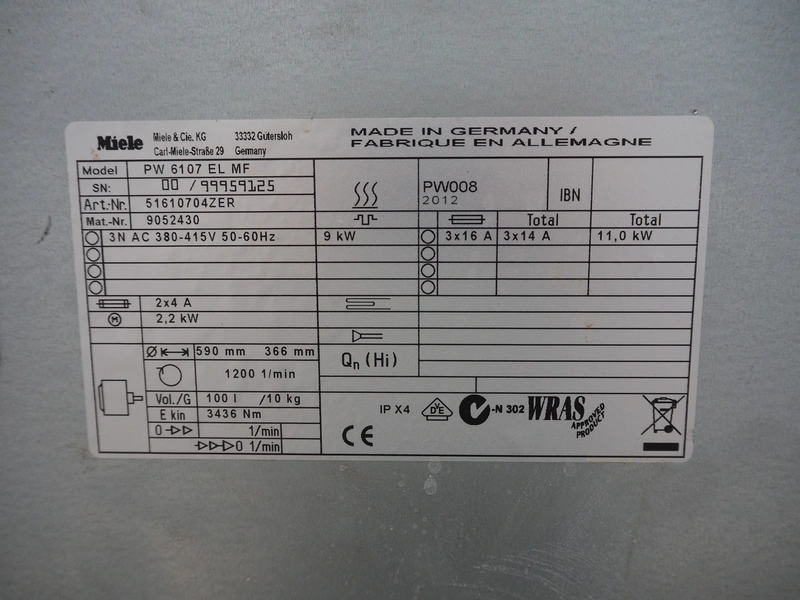 Miele Miele & Cie. KG 33332 Gütersloh
Carl-Miele-Straße 29 Germany
MADE IN GERMANY /
FABRIQUE EN ALLEMAGNE
Model PW 6107 EL MF
SN: 00 / 99959125
Art.-Nr. 51610704ZER
Mat.-Nr. 9052430
PW008
2012
IBN
Total Total
3N AC 380-415V 50-60Hz 9 kW 3x16 A 3x14 A 11,0 kW
2x4 A
2,2 kW
Ø 590 mm 366 mm
1200 1/min
Vol./G 100 l /10 kg
E kin 3436 Nm
0 1/min
0 1/min
Qn (Hi)
IP X4 VDE -N 302 WRAS
APPROVED
PRODUCT
CE